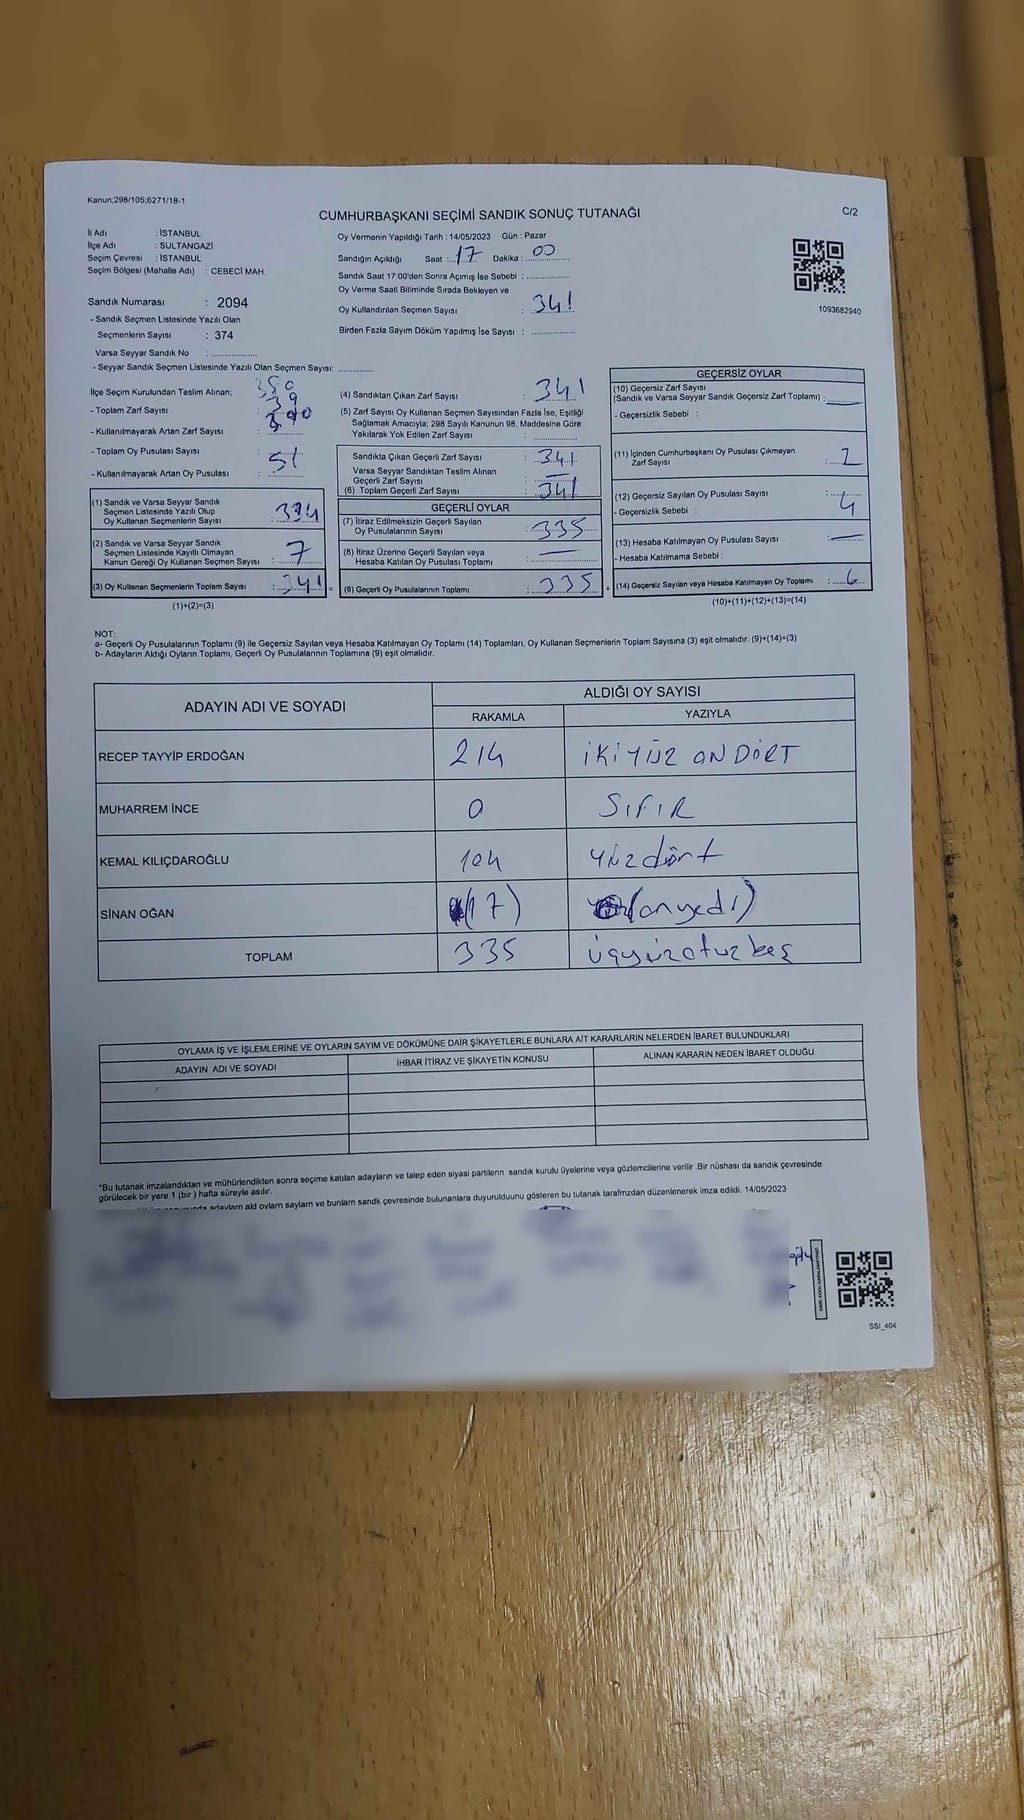 Kanun;298/105;6271/18-1
CUMHURBAŞKANI SEÇİMİ SANDIK SONUÇ TUTANAĞI
C/2
İl Adı : İSTANBUL
İlçe Adı : SULTANGAZİ
Seçim Çevresi : İSTANBUL
Seçim Bölgesi (Mahalle Adı) : CEBECİ MAH.
Sandık Numarası : 2094
- Sandık Seçmen Listesinde Yazılı Olan
Seçmenlerin Sayısı : 374
Varsa Seyyar Sandık No : ................
- Seyyar Sandık Seçmen Listesinde Yazılı Olan Seçmen Sayısı: ............
Oy Vermenin Yapıldığı Tarih : 14/05/2023 Gün : Pazar
Sandığın Açıldığı Saat : 17 Dakika : 00
Sandık Saat 17:00'den Sonra Açımış İse Sebebi : ..............
Oy Verme Saati Bitiminde Sırada Bekleyen ve
Oy Kullandırılan Seçmen Sayısı : 341
Birden Fazla Sayım Döküm Yapılmış İse Sayısı : ..............
1093682940
İlçe Seçim Kurulundan Teslim Alınan;
- Toplam Zarf Sayısı :
- Kullanılmayarak Artan Zarf Sayısı : 39
- Toplam Oy Pusulası Sayısı :
- Kullanılmayarak Artan Oy Pusulası : 51
(1) Sandık ve Varsa Seyyar Sandık
Seçmen Listesinde Yazılı Olup
Oy Kullanan Seçmenlerin Sayısı : 334
(2) Sandık ve Varsa Seyyar Sandık
Seçmen Listesinde Kayıtlı Olmayan
Kanun Gereği Oy Kullanan Seçmen Sayısı : 7
(3) Oy Kullanan Seçmenlerin Toplam Sayısı : 341 =
(1)+(2)=(3)
(4) Sandıktan Çıkan Zarf Sayısı : 341
(5) Zarf Sayısı Oy Kullanan Seçmen Sayısından Fazla İse, Eşitliği
Sağlamak Amacıyla; 298 Sayılı Kanunun 98. Maddesine Göre
Yakılarak Yok Edilen Zarf Sayısı : ..............
Sandıkta Çıkan Geçerli Zarf Sayısı : 341
Varsa Seyyar Sandıktan Teslim Alınan
Geçerli Zarf Sayısı : —
(6) Toplam Geçerli Zarf Sayısı : 341
GEÇERLİ OYLAR
(7) İtiraz Edilmeksizin Geçerli Sayılan
Oy Pusulalarının Sayısı : 335
(8) İtiraz Üzerine Geçerli Sayılan veya
Hesaba Katılan Oy Pusulası Toplamı : —
(9) Geçerli Oy Pusulalarının Toplamı : 335 +
GEÇERSİZ OYLAR
(10) Geçersiz Zarf Sayısı
(Sandık ve Varsa Seyyar Sandık Geçersiz Zarf Toplamı) : —
- Geçersizlik Sebebi :
(11) İçinden Cumhurbaşkanı Oy Pusulası Çıkmayan
Zarf Sayısı : 2
(12) Geçersiz Sayılan Oy Pusulası Sayısı : 4
- Geçersizlik Sebebi :
(13) Hesaba Katılmayan Oy Pusulası Sayısı : —
- Hesaba Katılmama Sebebi :
(14) Geçersiz Sayılan veya Hesaba Katılmayan Oy Toplamı : 6
(10)+(11)+(12)+(13)=(14)
NOT:
a- Geçerli Oy Pusulalarının Toplamı (9) ile Geçersiz Sayılan veya Hesaba Katılmayan Oy Toplamı (14) Toplamları, Oy Kullanan Seçmenlerin Toplam Sayısına (3) eşit olmalıdır. (9)+(14)=(3)
b- Adayların Aldığı Oyların Toplamı, Geçerli Oy Pusulalarının Toplamına (9) eşit olmalıdır.
ADAYIN ADI VE SOYADI
ALDIĞI OY SAYISI
RAKAMLA YAZIYLA
RECEP TAYYİP ERDOĞAN 214 İKİ YÜZ ON DÖRT
MUHARREM İNCE 0 SIFIR
KEMAL KILIÇDAROĞLU 104 yüzdört
SİNAN OĞAN (17) (onyedi)
TOPLAM 335 üçyüzotuzbeş
OYLAMA İŞ VE İŞLEMLERİNE VE OYLARIN SAYIM VE DÖKÜMÜNE DAİR ŞİKAYETLERLE BUNLARA AİT KARARLARIN NELERDEN İBARET BULUNDUKLARI
ADAYIN ADI VE SOYADI İHBAR İTİRAZ VE ŞİKAYETİN KONUSU ALINAN KARARIN NEDEN İBARET OLDUĞU
*Bu tutanak imzalandıktan ve mühürlendikten sonra seçime katılan adayların ve talep eden siyasi partilerin sandık kurulu üyelerine veya gözlemcilerine verilir .Bir nüshası da sandık çevresinde
görülecek bir yere 1 (bir ) hafta süreyle asılır.
adayların ald oyların sayların ve bunların sandk çevresinde bulunanlara duyurulduunu gösteren bu tutanak tarafmzdan düzenlenerek imza edildi. 14/05/2023
SSI_404